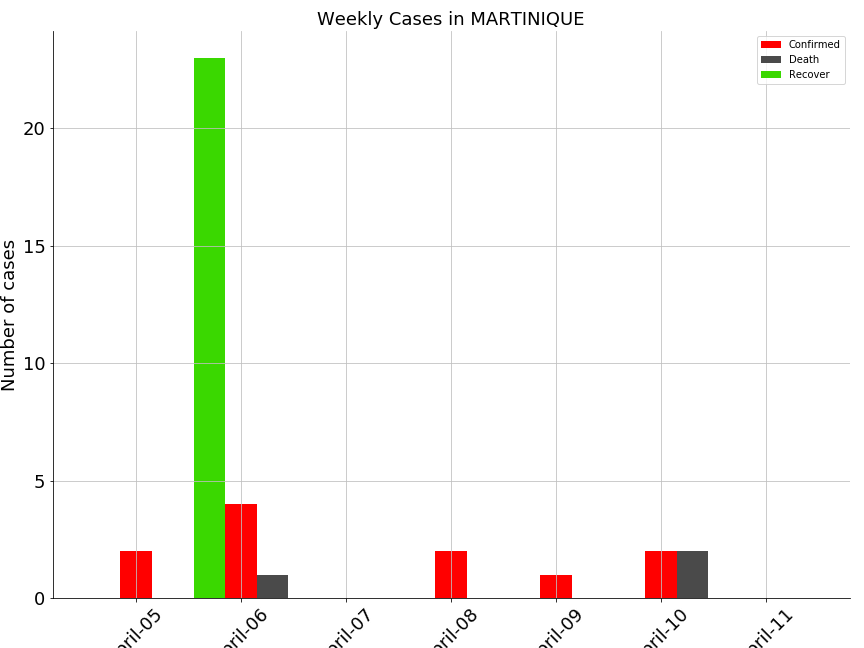 Weekly Cases in MARTINIQUE
Confirmed
Death
Recover
Number of cases
20
15
10
5
0
pril-05
pril-06
pril-07
pril-08
pril-09
pril-10
pril-11